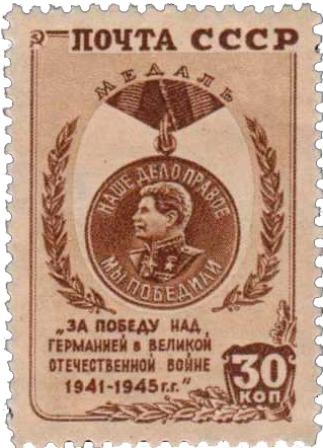 ПОЧТА СССР
МЕДАЛЬ
НАШЕ ДЕЛО ПРАВОЕ
МЫ ПОБЕДИЛИ
„ЗА ПОБЕДУ НАД
ГЕРМАНИЕЙ в ВЕЛИКОЙ
ОТЕЧЕСТВЕННОЙ ВОЙНЕ
1941-1945 г.г."
30
КОП